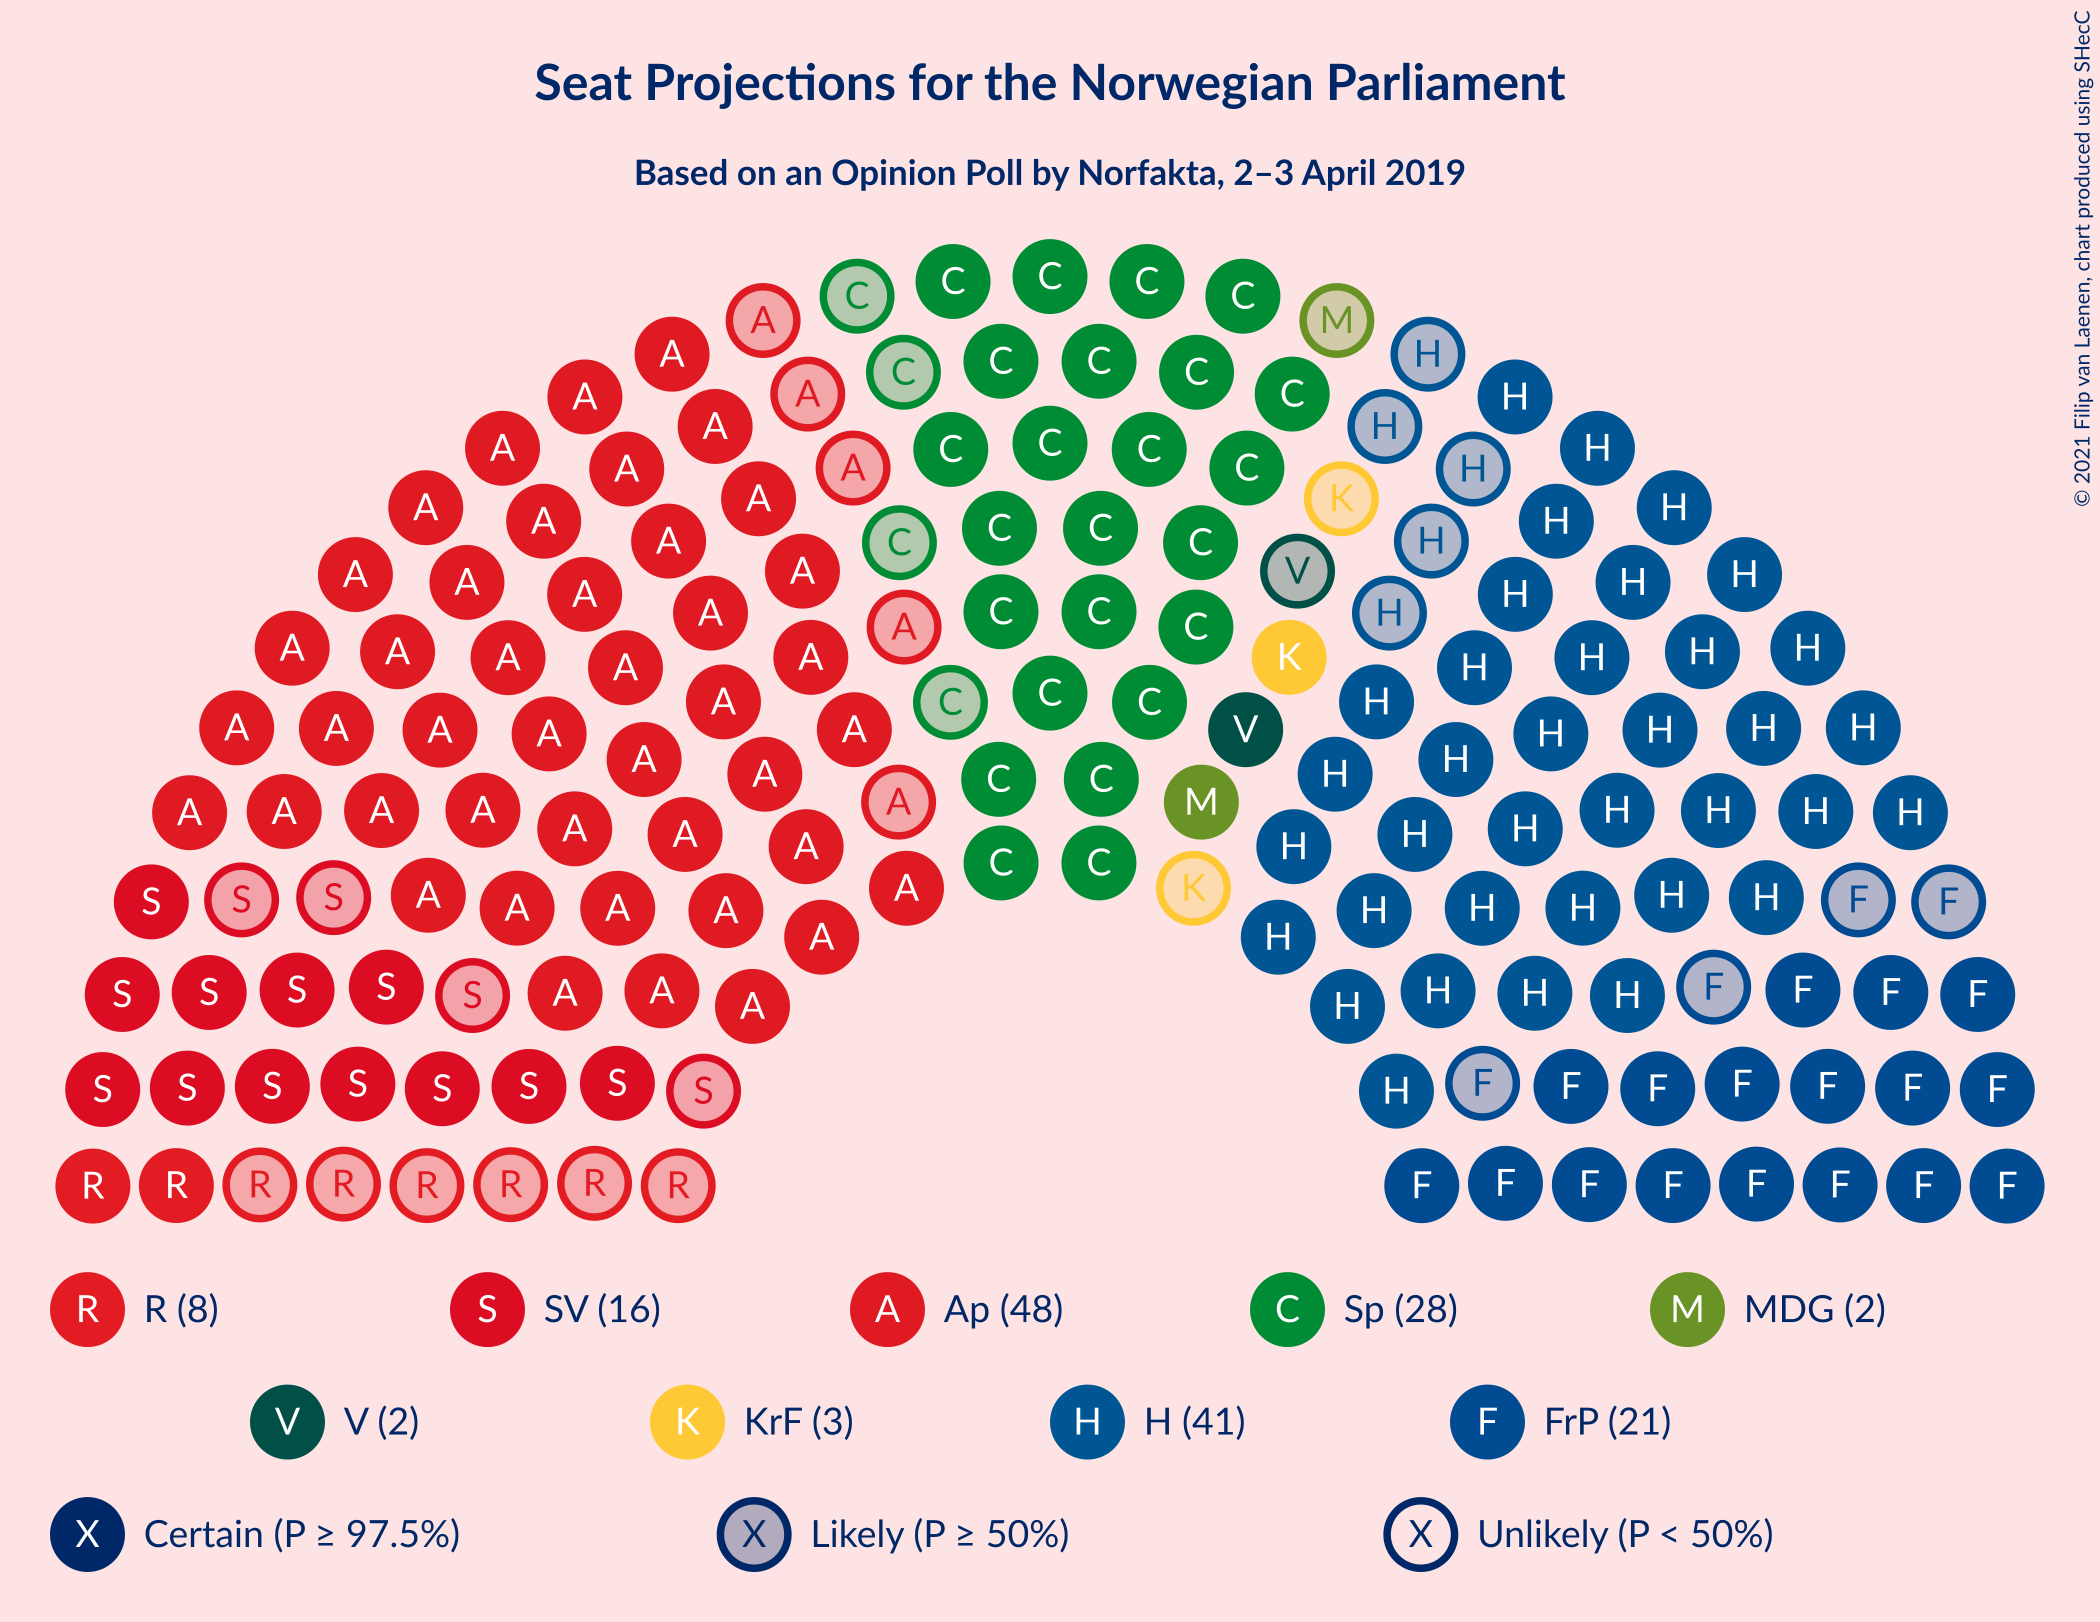 Seat Projections for the Norwegian Parliament
Based on an Opinion Poll by Norfakta, 2–3 April 2019
© 2021 Filip van Laenen, chart produced using SHecC
C C C C C
A M
A H
C C C C
A H
A C C
A H
A C C C C
A A H H
A A K H
A A C C C C H H
A A A V H H
A A A H H
A A A A C C C H H H
A A A K H H H
A A A C C C H H H
A A A A V H H H H
A A A A H H H H
A A A C C M H H H
A A A A A H H H H H
A A H H
A C C K
S S S A A A A A H H H H H H F F
S S S S S A A A H H H H F F F F
S S S S S S S S H F F F F F F F
R R R R R R R R F F F F F F F F
R R (8) S SV (16) A Ap (48) C Sp (28) M MDG (2)
V V (2) K KrF (3) H H (41) F FrP (21)
X Certain (P ≥ 97.5%) X Likely (P ≥ 50%) X Unlikely (P < 50%)